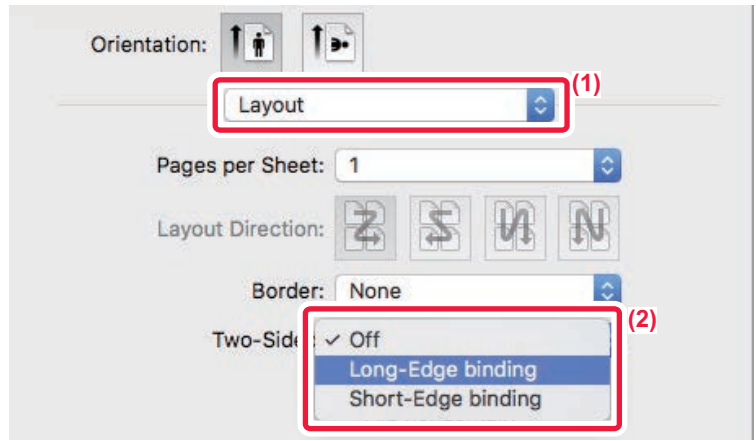 Orientation:
(1)
Layout
Pages per Sheet: 1
Layout Direction:
Border: None
(2)
Two-Side : ✓ Off
Long-Edge binding
Short-Edge binding